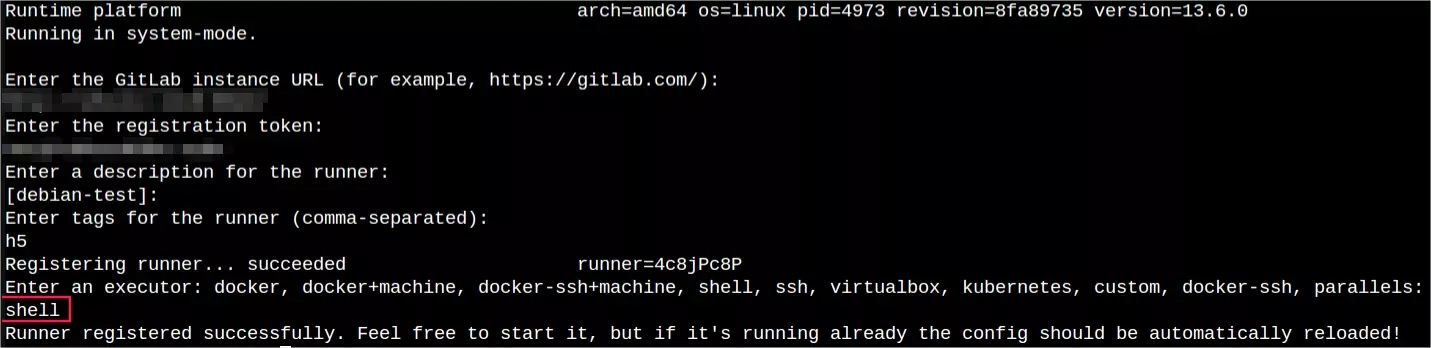 Runtime platform                                    arch=amd64 os=linux pid=4973 revision=8fa89735 version=13.6.0
Running in system-mode.
Enter the GitLab instance URL (for example, https://gitlab.com/):
Enter the registration token:
Enter a description for the runner:
[debian-test]:
Enter tags for the runner (comma-separated):
h5
Registering runner... succeeded                     runner=4c8jPc8P
Enter an executor: docker, docker+machine, docker-ssh+machine, shell, ssh, virtualbox, kubernetes, custom, docker-ssh, parallels:
shell
Runner registered successfully. Feel free to start it, but if it's running already the config should be automatically reloaded!